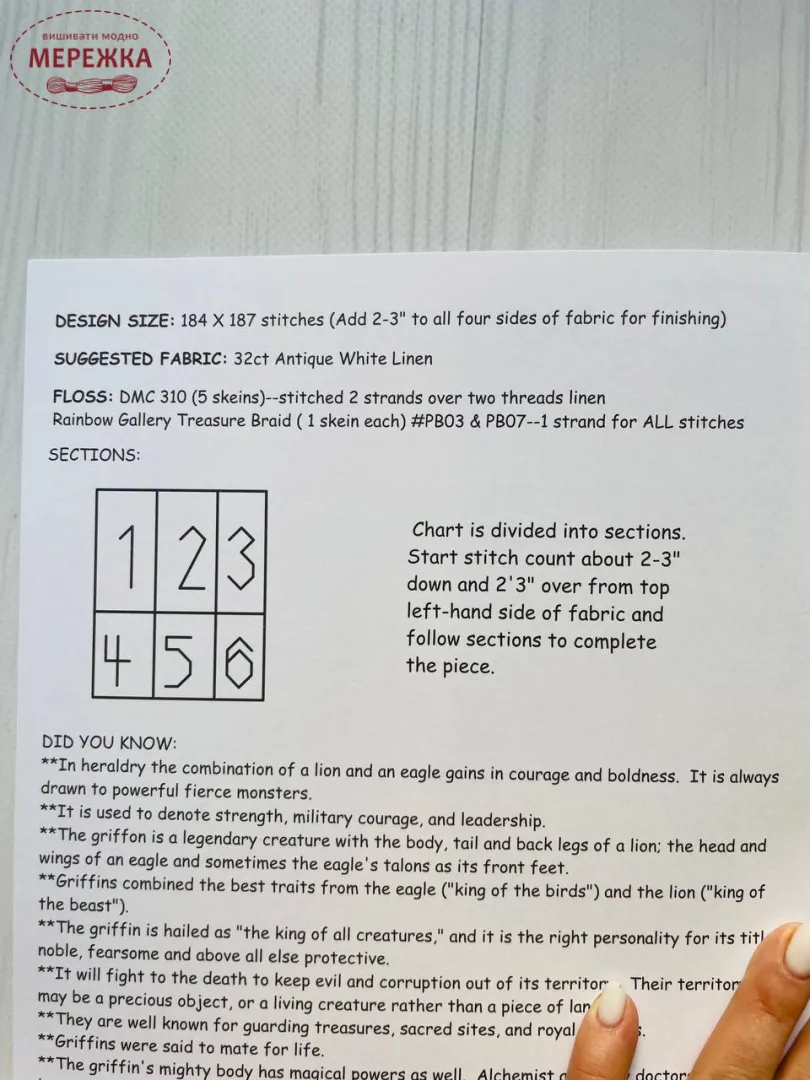 вишивати модно
МЕРЕЖКА
DESIGN SIZE: 184 X 187 stitches (Add 2-3" to all four sides of fabric for finishing)
SUGGESTED FABRIC: 32ct Antique White Linen
FLOSS: DMC 310 (5 skeins)--stitched 2 strands over two threads linen
Rainbow Gallery Treasure Braid ( 1 skein each) #PB03 & PB07--1 strand for ALL stitches
SECTIONS:
1 2 3
4 5 6
Chart is divided into sections.
Start stitch count about 2-3"
down and 2'3" over from top
left-hand side of fabric and
follow sections to complete
the piece.
DID YOU KNOW:
**In heraldry the combination of a lion and an eagle gains in courage and boldness. It is always
drawn to powerful fierce monsters.
**It is used to denote strength, military courage, and leadership.
**The griffon is a legendary creature with the body, tail and back legs of a lion; the head and
wings of an eagle and sometimes the eagle's talons as its front feet.
**Griffins combined the best traits from the eagle ("king of the birds") and the lion ("king of
the beast").
**The griffin is hailed as "the king of all creatures," and it is the right personality for its
noble, fearsome and above all else protective.
**It will fight to the death to keep evil and corruption out of its Their
may be a precious object, or a living creature rather than a piece of
**They are well known for guarding treasures, sacred sites, and royal
**Griffins were said to mate for life.
**The griffin's mighty body has magical powers as well. Alchemist